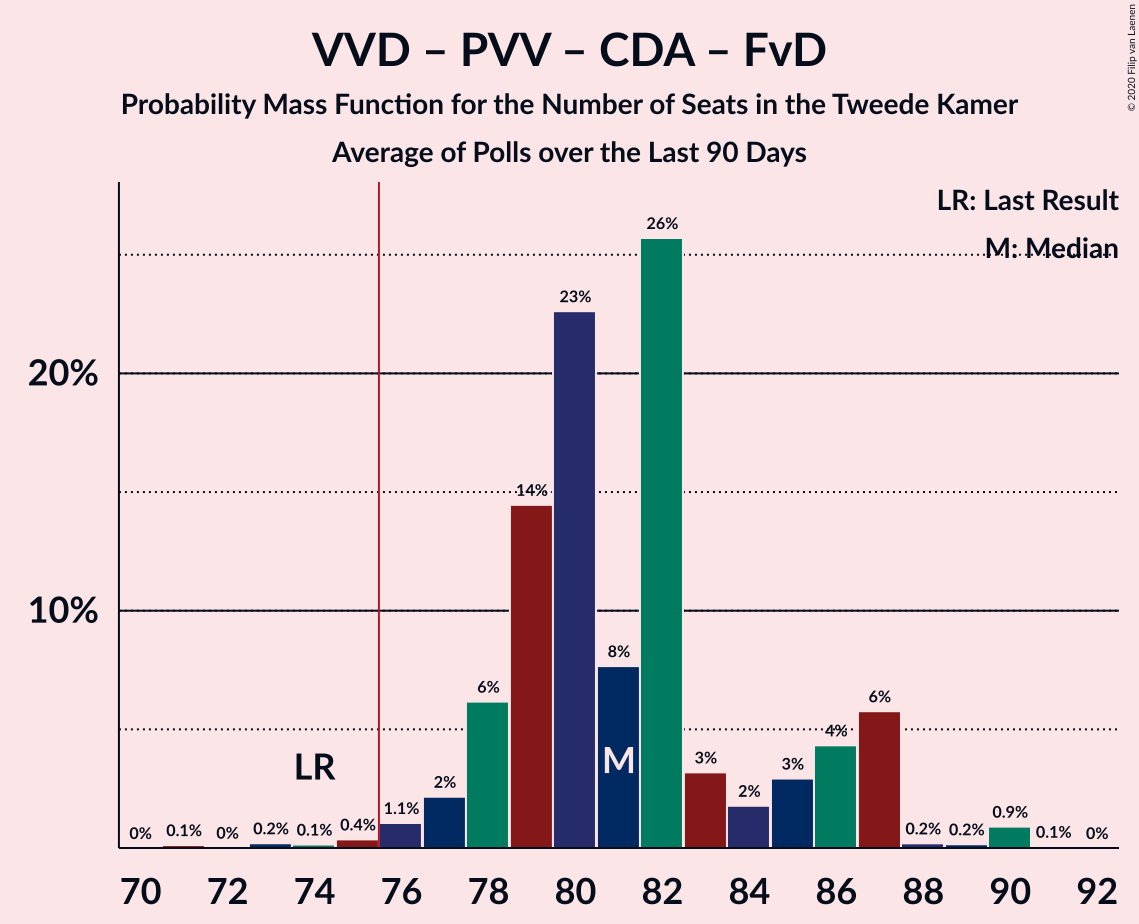 VVD – PVV – CDA – FvD
Probability Mass Function for the Number of Seats in the Tweede Kamer
Average of Polls over the Last 90 Days
© 2020 Filip van Laenen
LR: Last Result
M: Median
20%
10%
0%
0.1%
0%
0.2%
0.1%
0.4%
1.1%
2%
6%
14%
23%
8%
26%
3%
2%
3%
4%
6%
0.2%
0.2%
0.9%
0.1%
0%
LR
M
70 72 74 76 78 80 82 84 86 88 90 92